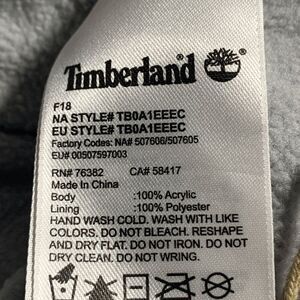 Timberland
F18
NA STYLE# TB0A1EEEC
EU STYLE# TB0A1EEEC
Factory Codes: NA# 507606/507605
EU# 00507597003
RN# 76382 CA# 58417
Made In China
Body :100% Acrylic
Lining :100% Polyester
HAND WASH COLD. WASH WITH LIKE
COLORS. DO NOT BLEACH. RESHAPE
AND DRY FLAT. DO NOT IRON. DO NOT
DRY CLEAN. DO NOT WRING.